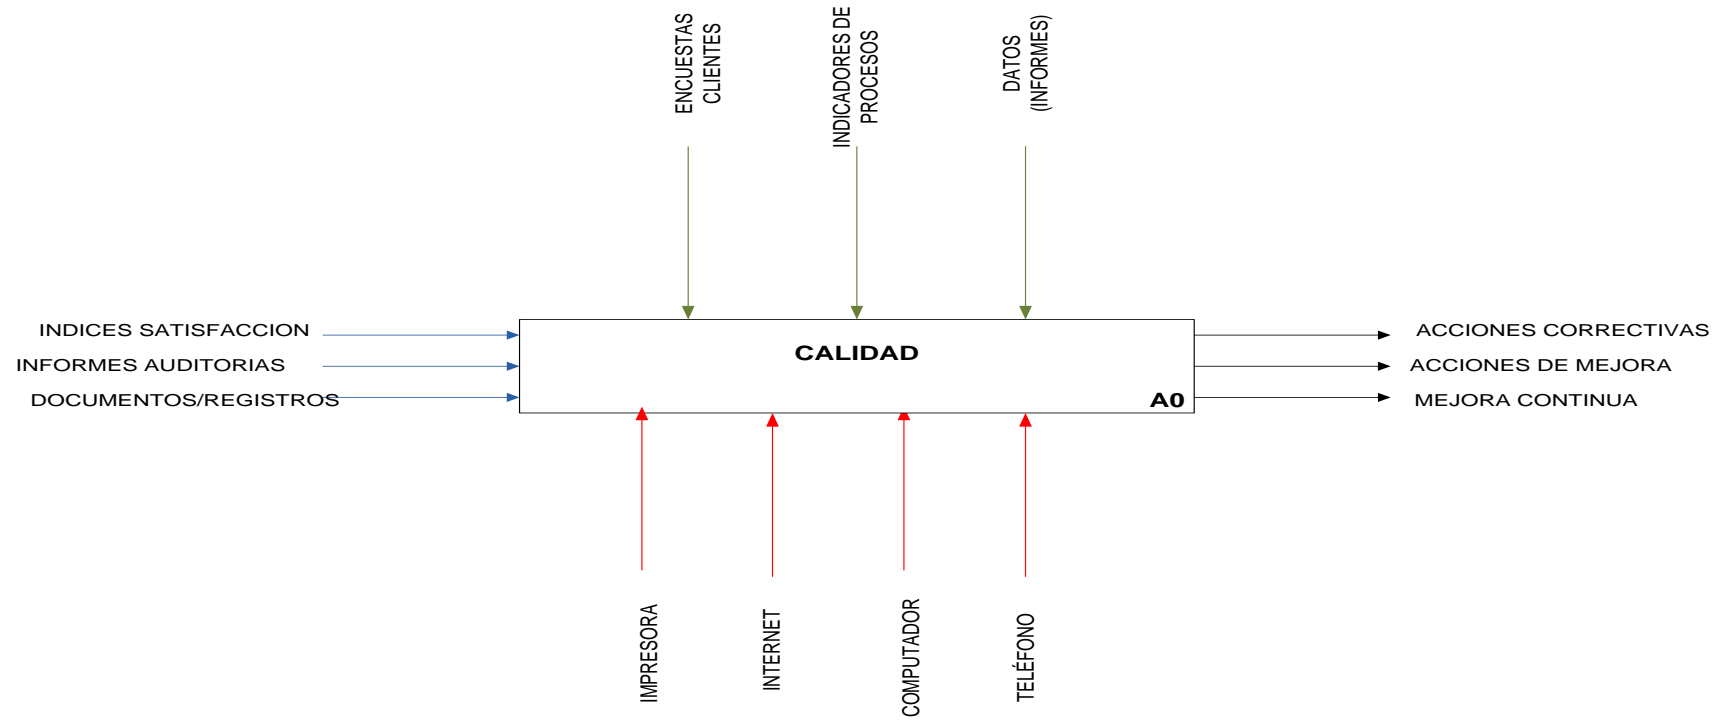 ENCUESTAS
CLIENTES
INDICADORES DE
PROCESOS
DATOS
(INFORMES)
INDICES SATISFACCION
INFORMES AUDITORIAS
DOCUMENTOS/REGISTROS
CALIDAD
A0
ACCIONES CORRECTIVAS
ACCIONES DE MEJORA
MEJORA CONTINUA
IMPRESORA
INTERNET
COMPUTADOR
TELÉFONO